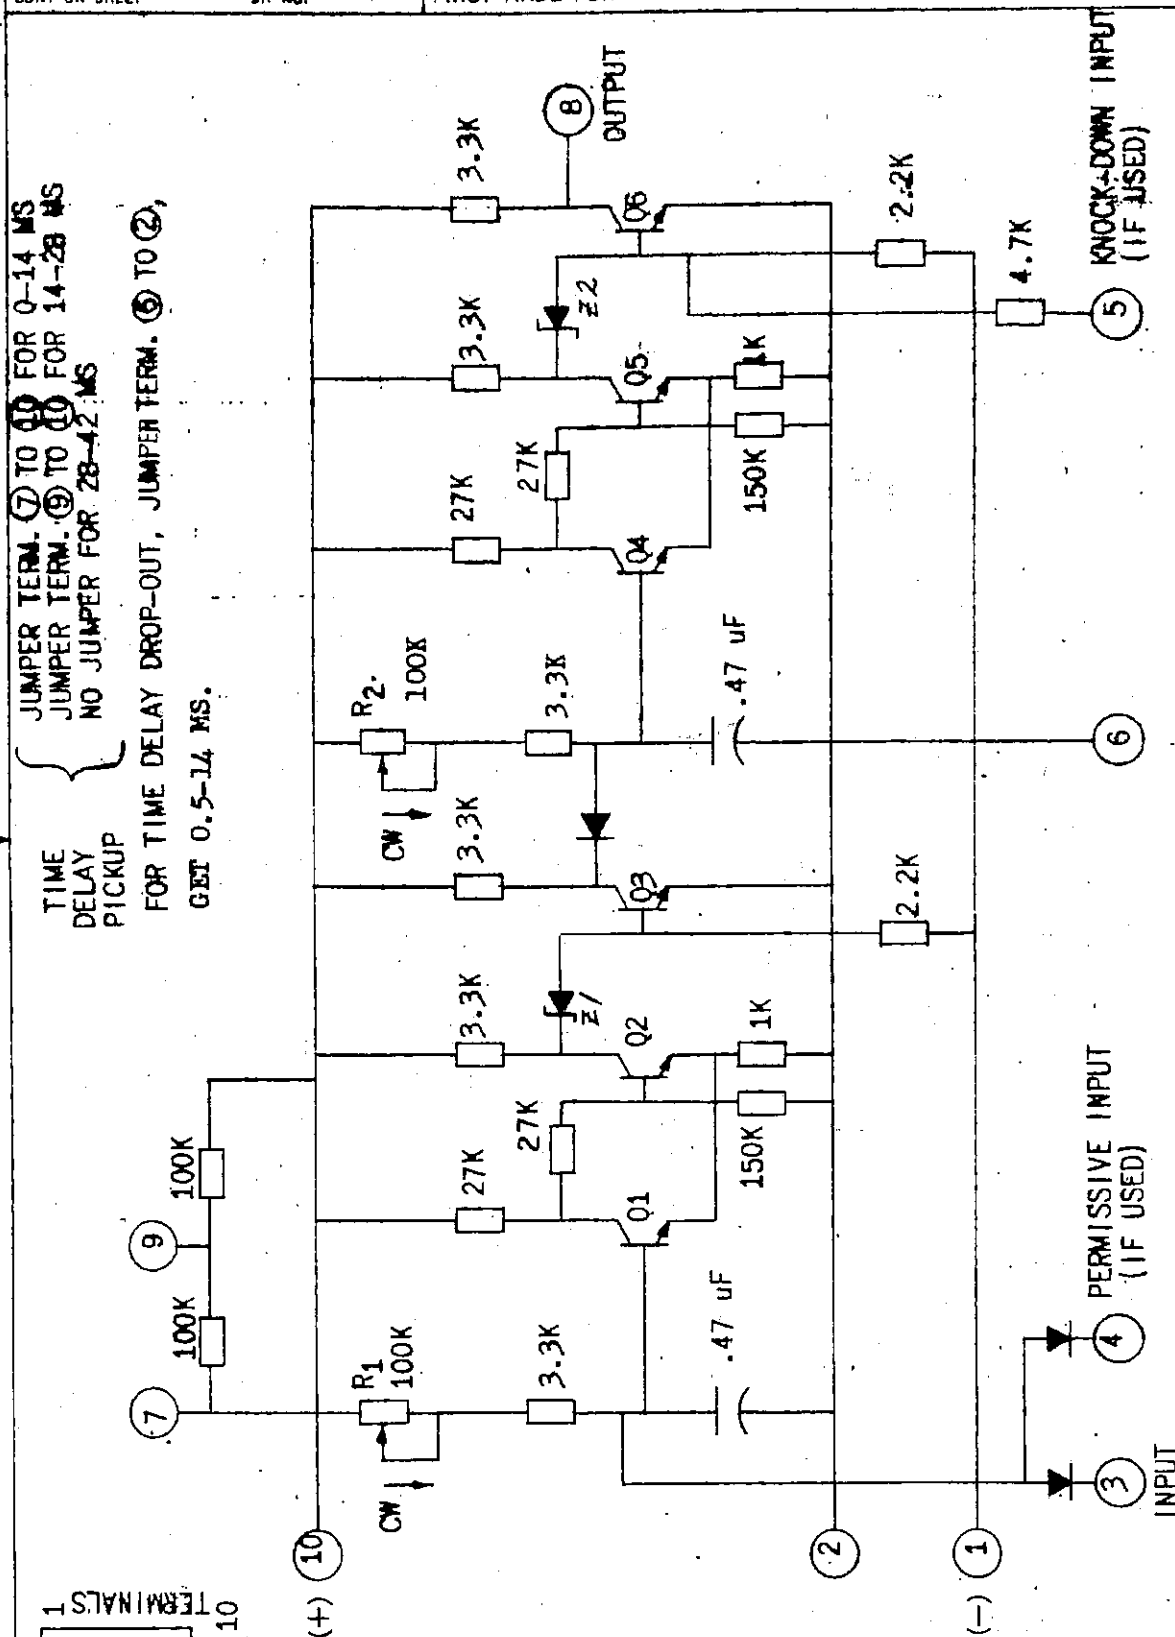 JUMPER TERM. ⑦ TO ⑩ FOR 0-14 MS
JUMPER TERM. ⑨ TO ⑩ FOR 14-28 MS
NO JUMPER FOR 28-42 MS
TIME
DELAY
PICKUP
FOR TIME DELAY DROP-OUT, JUMPER TERM. ⑥ TO ②,
GET 0.5-14 MS.
1
TERMINALS
10
7
100K
9
100K
(+) 10
CW
R1
100K
3.3K
.47 uF
27K
Q1
27K
3.3K
Q2
150K
1K
Z1
3.3K
Q3
2.2K
CW
R2
100K
3.3K
.47 uF
27K
Q4
27K
3.3K
Q5
150K
1K
Z2
3.3K
Q6
8
OUTPUT
2.2K
4.7K
2
(-) 1
3
INPUT
4
PERMISSIVE INPUT
(IF USED)
6
5
KNOCK-DOWN INPUT
(IF USED)